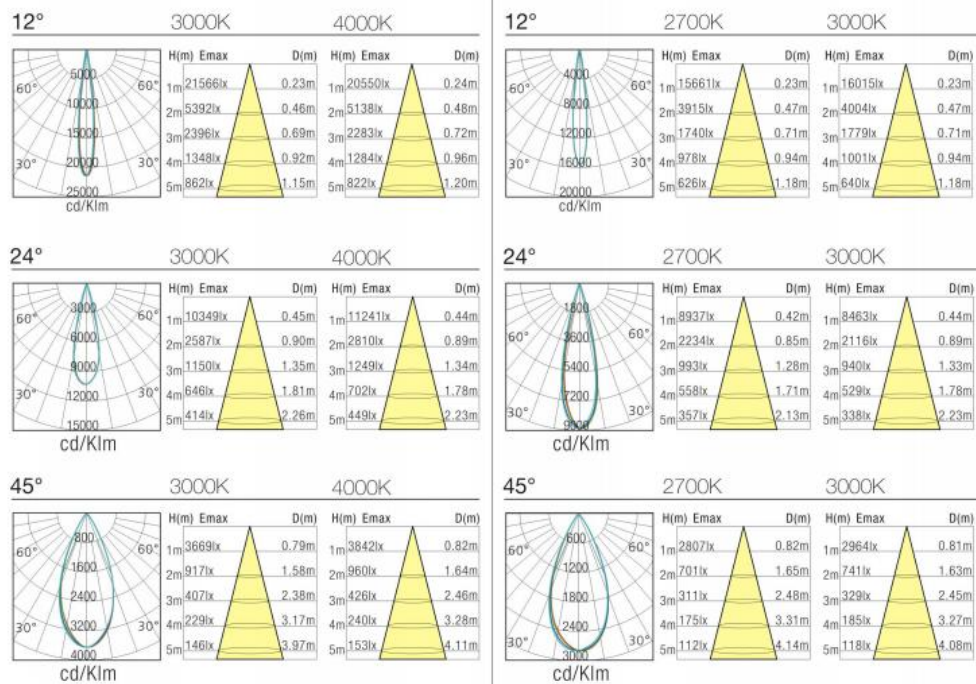 12° 3000K 4000K
H(m) Emax D(m) H(m) Emax D(m)
60° 5000 60° 1m 21566lx 0.23m 1m 20550lx 0.24m
10000 2m 5392lx 0.46m 2m 5138lx 0.48m
15000 3m 2396lx 0.69m 3m 2283lx 0.72m
30° 20000 30° 4m 1348lx 0.92m 4m 1284lx 0.96m
25000 5m 862lx 1.15m 5m 822lx 1.20m
cd/Klm
24° 3000K 4000K
H(m) Emax D(m) H(m) Emax D(m)
60° 3000 60° 1m 10349lx 0.45m 1m 11241lx 0.44m
6000 2m 2587lx 0.90m 2m 2810lx 0.89m
9000 3m 1150lx 1.35m 3m 1249lx 1.34m
30° 12000 30° 4m 646lx 1.81m 4m 702lx 1.78m
15000 5m 414lx 2.26m 5m 449lx 2.23m
cd/Klm
45° 3000K 4000K
H(m) Emax D(m) H(m) Emax D(m)
60° 800 60° 1m 3669lx 0.79m 1m 3842lx 0.82m
1600 2m 917lx 1.58m 2m 960lx 1.64m
2400 3m 407lx 2.38m 3m 426lx 2.46m
30° 3200 30° 4m 229lx 3.17m 4m 240lx 3.28m
4000 5m 146lx 3.97m 5m 153lx 4.11m
cd/Klm
12° 2700K 3000K
H(m) Emax D(m) H(m) Emax D(m)
60° 4000 60° 1m 15661lx 0.23m 1m 16015lx 0.23m
8000 2m 3915lx 0.47m 2m 4004lx 0.47m
12000 3m 1740lx 0.71m 3m 1779lx 0.71m
30° 16000 30° 4m 978lx 0.94m 4m 1001lx 0.94m
20000 5m 626lx 1.18m 5m 640lx 1.18m
cd/Klm
24° 2700K 3000K
H(m) Emax D(m) H(m) Emax D(m)
60° 1800 60° 1m 8937lx 0.42m 1m 8463lx 0.44m
3600 2m 2234lx 0.85m 2m 2116lx 0.89m
5400 3m 993lx 1.28m 3m 940lx 1.33m
30° 7200 30° 4m 558lx 1.71m 4m 529lx 1.78m
9000 5m 357lx 2.13m 5m 338lx 2.23m
cd/Klm
45° 2700K 3000K
H(m) Emax D(m) H(m) Emax D(m)
60° 600 60° 1m 2807lx 0.82m 1m 2964lx 0.81m
1200 2m 701lx 1.65m 2m 741lx 1.63m
1800 3m 311lx 2.48m 3m 329lx 2.45m
30° 2400 30° 4m 175lx 3.31m 4m 185lx 3.27m
3000 5m 112lx 4.14m 5m 118lx 4.08m
cd/Klm